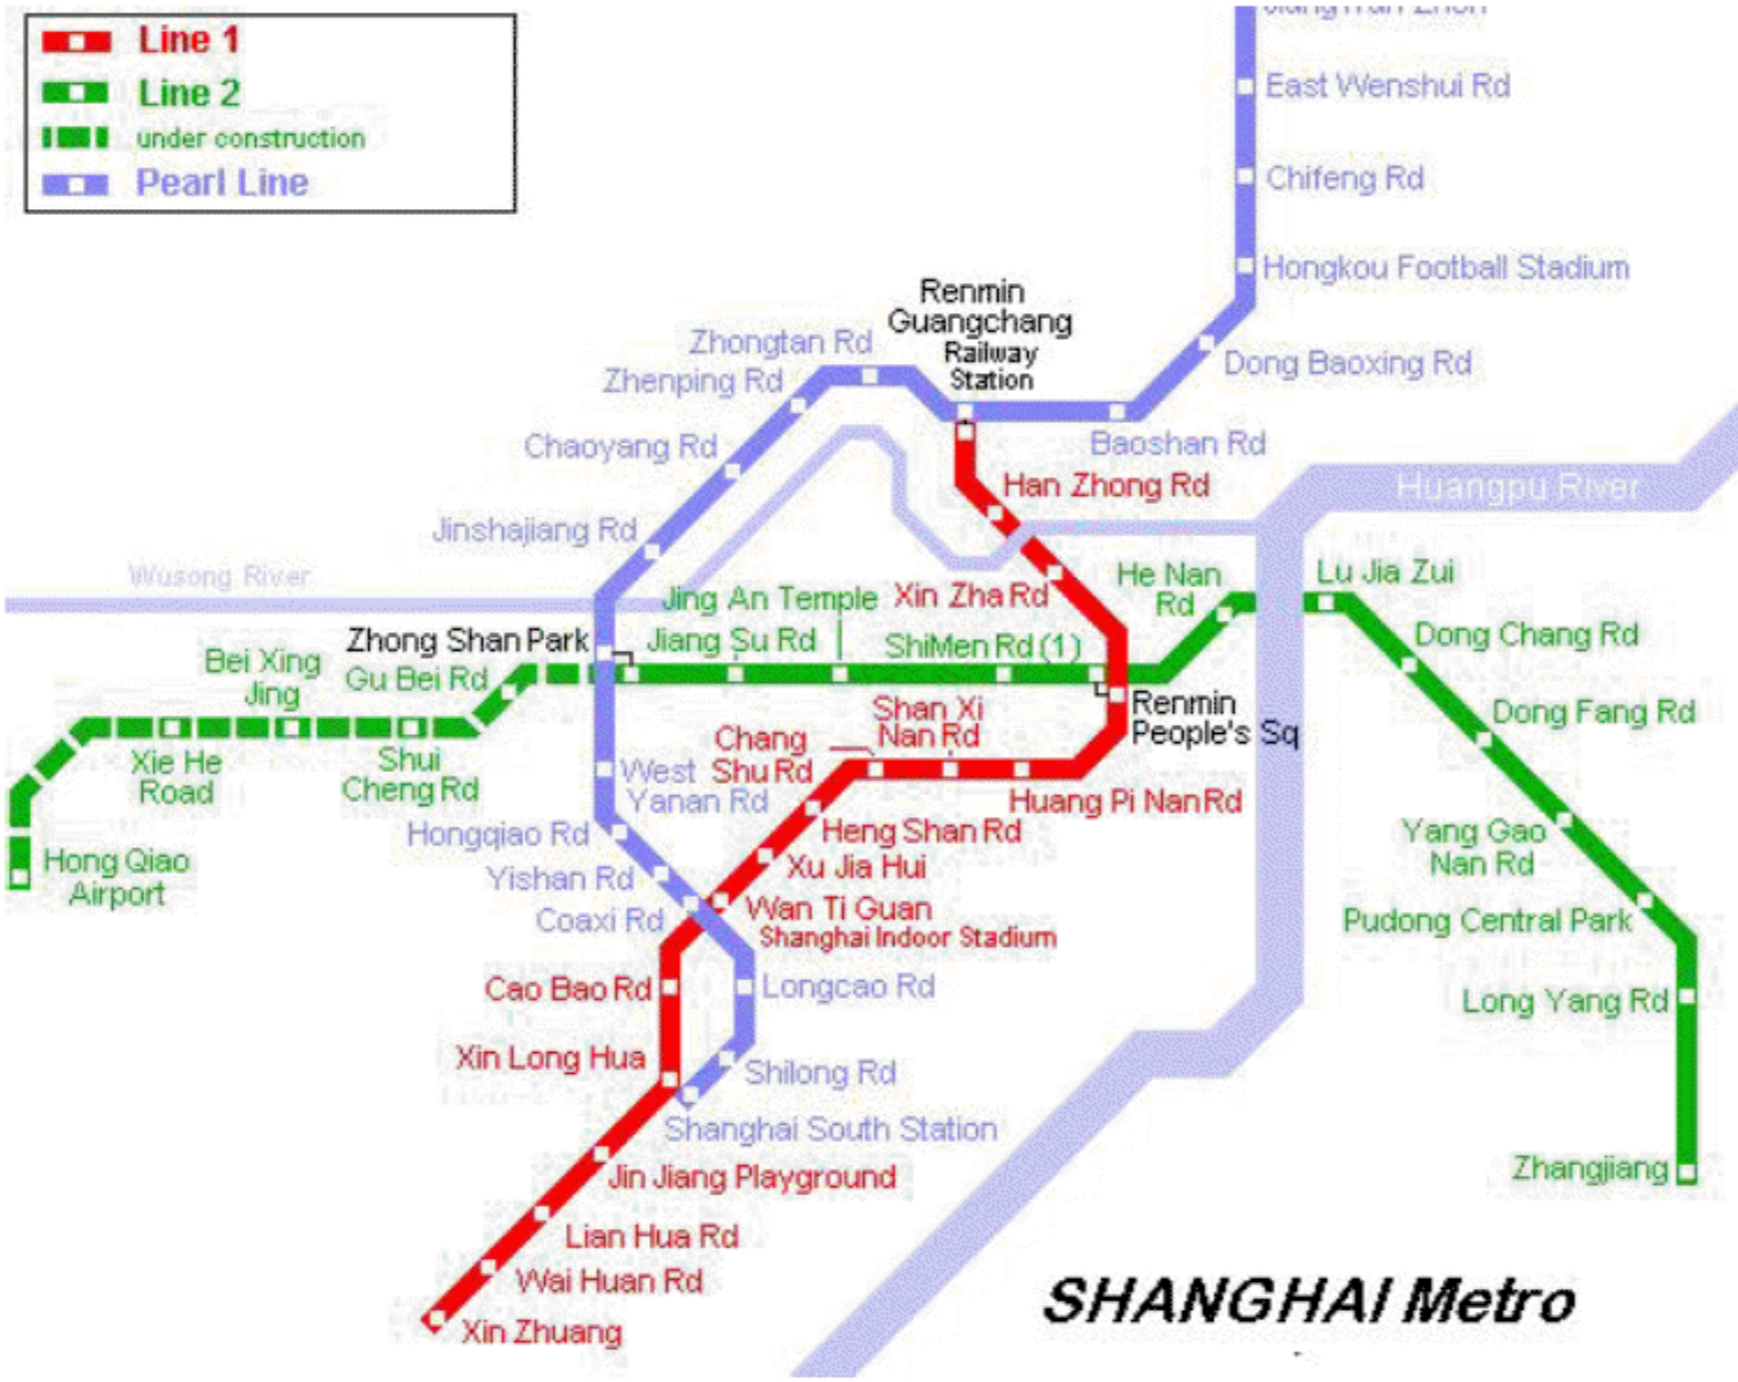 Line 1
Line 2
under construction
Pearl Line
East Wenshui Rd
Chifeng Rd
Hongkou Football Stadium
Renmin
Guangchang
Railway
Station
Zhongtan Rd
Zhenping Rd
Dong Baoxing Rd
Chaoyang Rd
Baoshan Rd
Han Zhong Rd
Huangpu River
Jinshajiang Rd
Wusong River
Jing An Temple
Xin Zha Rd
He Nan
Rd
Lu Jia Zui
Zhong Shan Park
Jiang Su Rd
ShiMen Rd (1)
Dong Chang Rd
Bei Xing
Jing
Gu Bei Rd
Renmin
People's Sq
Dong Fang Rd
Shan Xi
Nan Rd
Chang
Shu Rd
Xie He
Road
Shui
Cheng Rd
West
Yanan Rd
Huang Pi Nan Rd
Hongqiao Rd
Heng Shan Rd
Yang Gao
Nan Rd
Hong Qiao
Airport
Xu Jia Hui
Yishan Rd
Coaxi Rd
Wan Ti Guan
Shanghai Indoor Stadium
Pudong Central Park
Cao Bao Rd
Longcao Rd
Long Yang Rd
Xin Long Hua
Shilong Rd
Shanghai South Station
Zhangjiang
Jin Jiang Playground
Lian Hua Rd
Wai Huan Rd
Xin Zhuang
SHANGHAI Metro